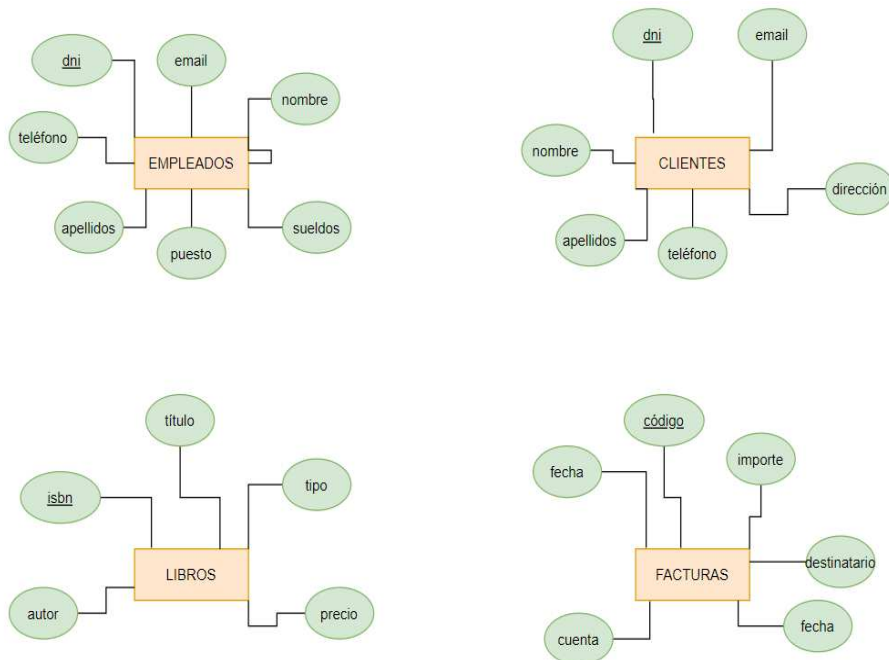 dni
email
nombre
teléfono
EMPLEADOS
apellidos
puesto
sueldos
dni
email
nombre
CLIENTES
dirección
apellidos
teléfono
título
isbn
tipo
LIBROS
autor
precio
código
fecha
importe
FACTURAS
destinatario
cuenta
fecha